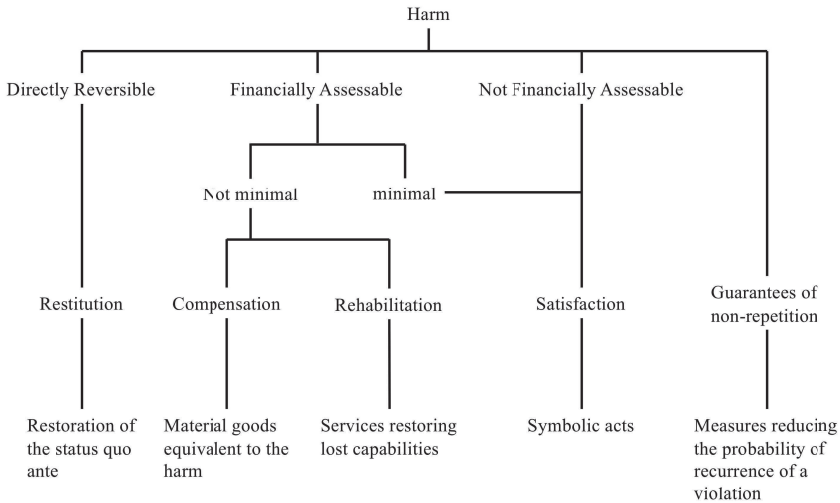 Harm
Directly Reversible
Financially Assessable
Not Financially Assessable
Not minimal
minimal
Restitution
Compensation
Rehabilitation
Satisfaction
Guarantees of
non-repetition
Restoration of
the status quo
ante
Material goods
equivalent to the
harm
Services restoring
lost capabilities
Symbolic acts
Measures reducing
the probability of
recurrence of a
violation